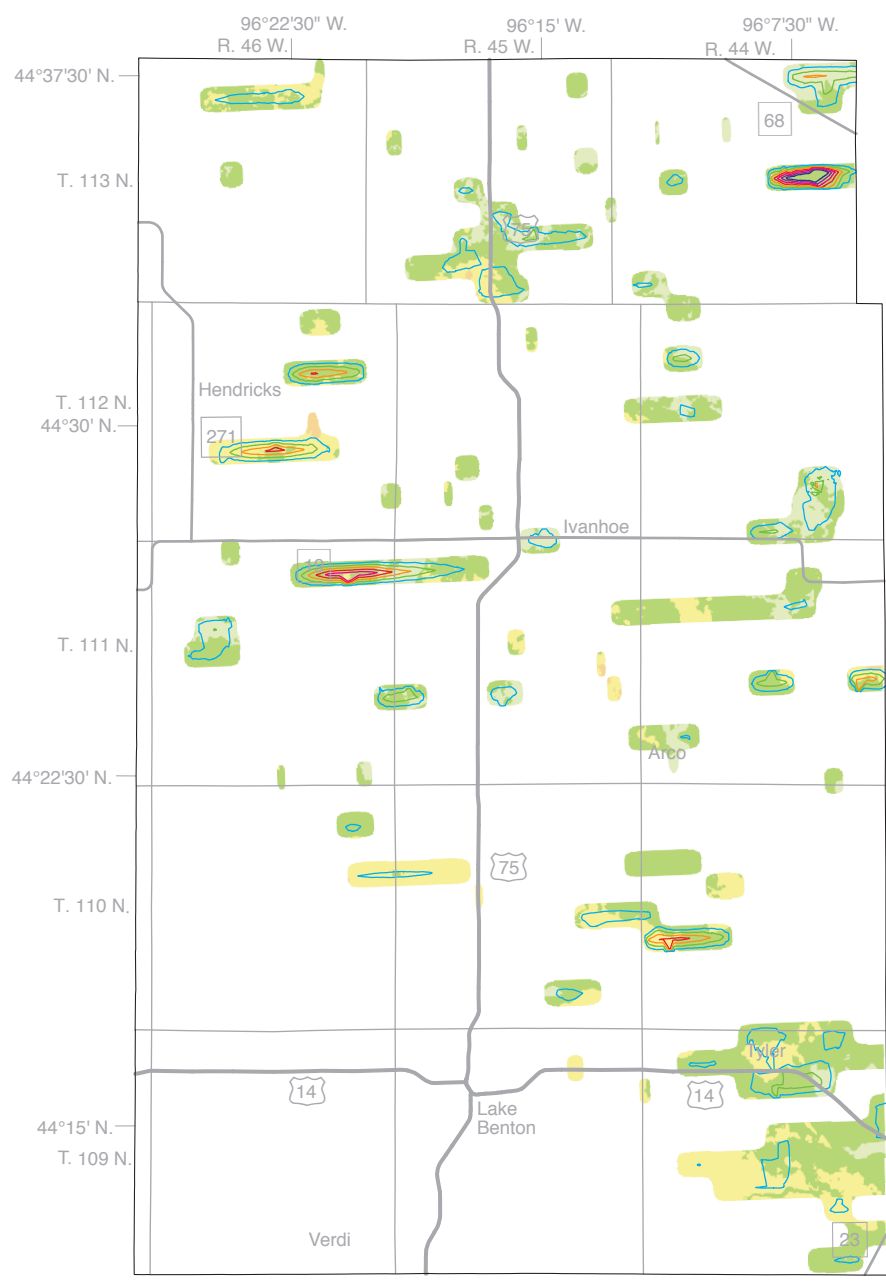 96°22'30" W.
96°15' W.
96°7'30" W.
R. 46 W.
R. 45 W.
R. 44 W.
44°37'30' N.
68
T. 113 N.
75
Hendricks
T. 112 N.
44°30' N.
271
Ivanhoe
19
T. 111 N.
Arco
44°22'30' N.
75
T. 110 N.
Tyler
14
14
Lake
Benton
44°15' N.
T. 109 N.
Verdi
23